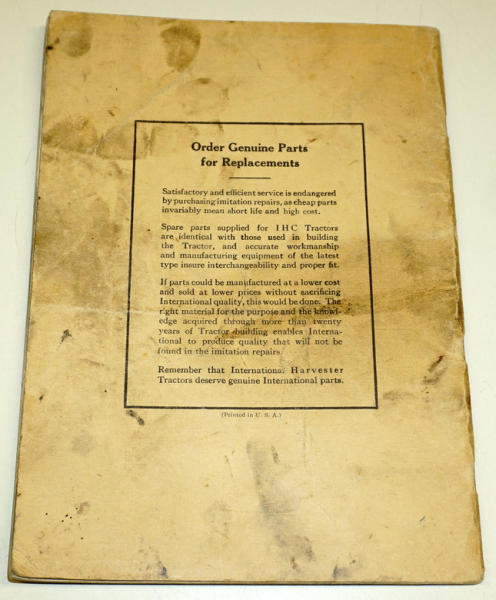 Order Genuine Parts
for Replacements
Satisfactory and efficient service is endangered
by purchasing imitation repairs, as cheap parts
invariably mean short life and high cost.
Spare parts supplied for IHC Tractors
are identical with those used in building
the Tractor, and accurate workmanship
and manufacturing equipment of the latest
type insure interchangeability and proper fit.
If parts could be manufactured at a lower cost
and sold at lower prices without sacrificing
International quality, this would be done. The
right material for the purpose and the knowl-
edge acquired through more than twenty
years of Tractor building enables Interna-
tional to produce quality that will not be
found in the imitation repairs.
Remember that International Harvester
Tractors deserve genuine International parts.
(Printed in U. S. A.)